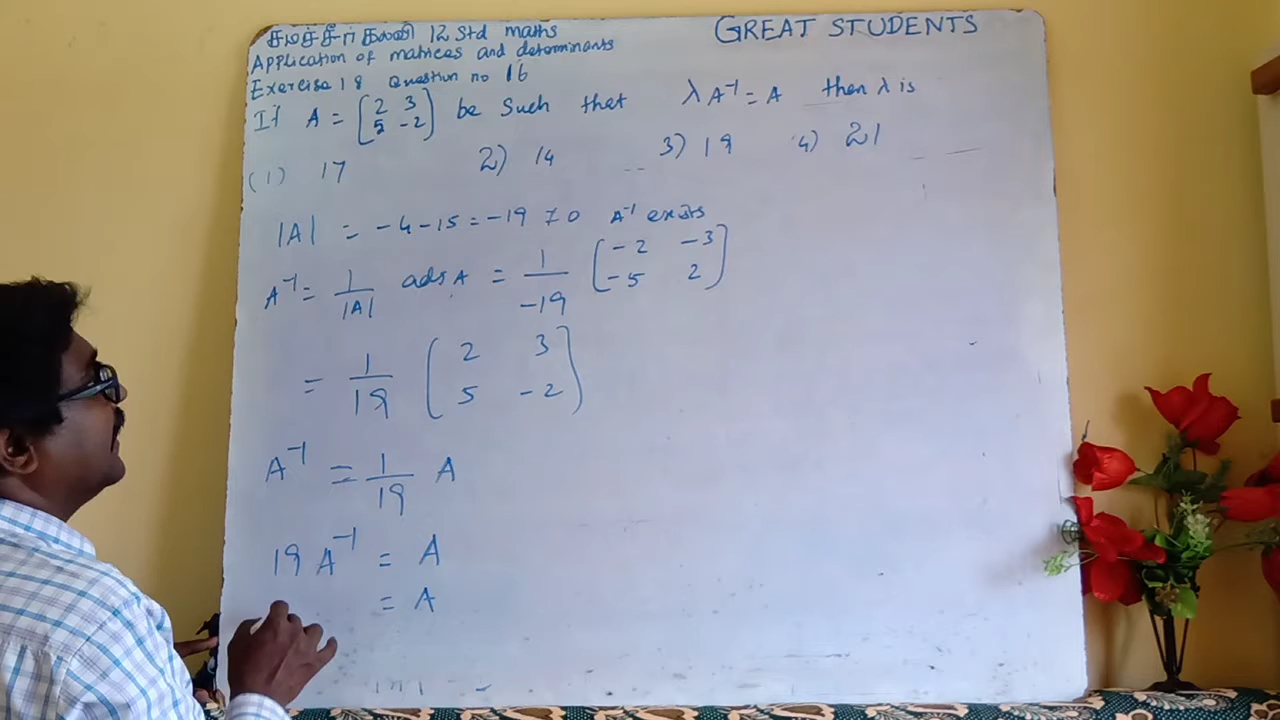 சமச்சீர் கல்வி 12 Std maths
GREAT STUDENTS
Application of matrices and determinants
Exercise 1.8 Question no 16
If A = [2 3 5 -2] be Such that λ A⁻¹ = A then λ is
(1) 17 2) 14 3) 19 4) 21
|A| = -4 -15 = -19 ≠ 0 A⁻¹ exists
A⁻¹ = 1/|A| adj A = 1/-19 [-2 -3 -5 2]
= 1/19 [2 3 5 -2]
A⁻¹ = 1/19 A
19 A⁻¹ = A
= A